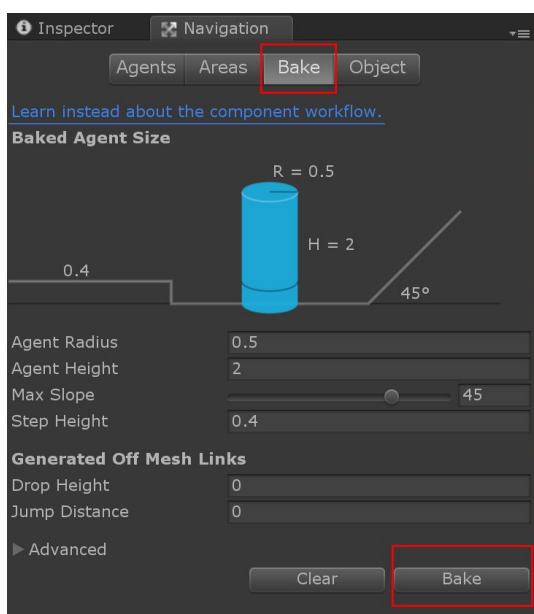 Inspector Navigation
Agents Areas Bake Object
Learn instead about the component workflow.
Baked Agent Size
R = 0.5
H = 2
0.4
45°
Agent Radius 0.5
Agent Height 2
Max Slope 45
Step Height 0.4
Generated Off Mesh Links
Drop Height 0
Jump Distance 0
Advanced
Clear Bake